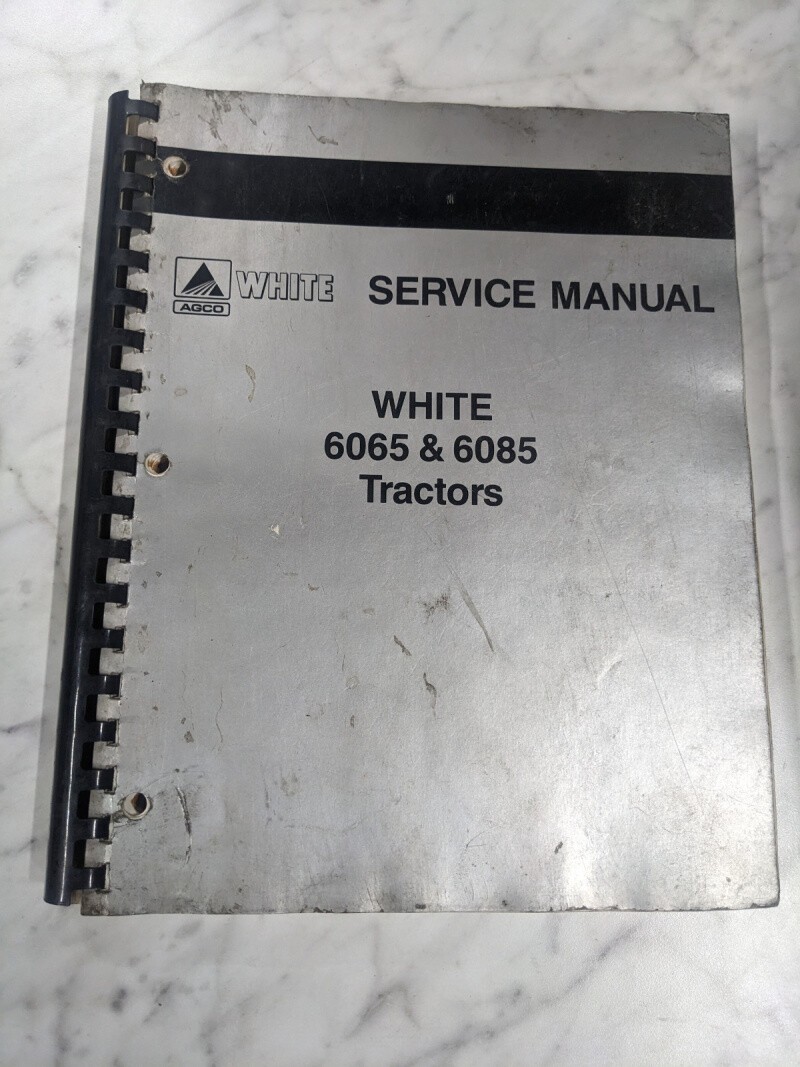 WHITE SERVICE MANUAL
AGCO
WHITE
6065 & 6085
Tractors